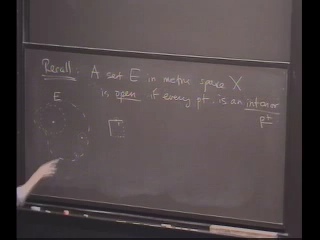 Recall: A set E in metric space X
is open if every pt. is an interior
pt
E